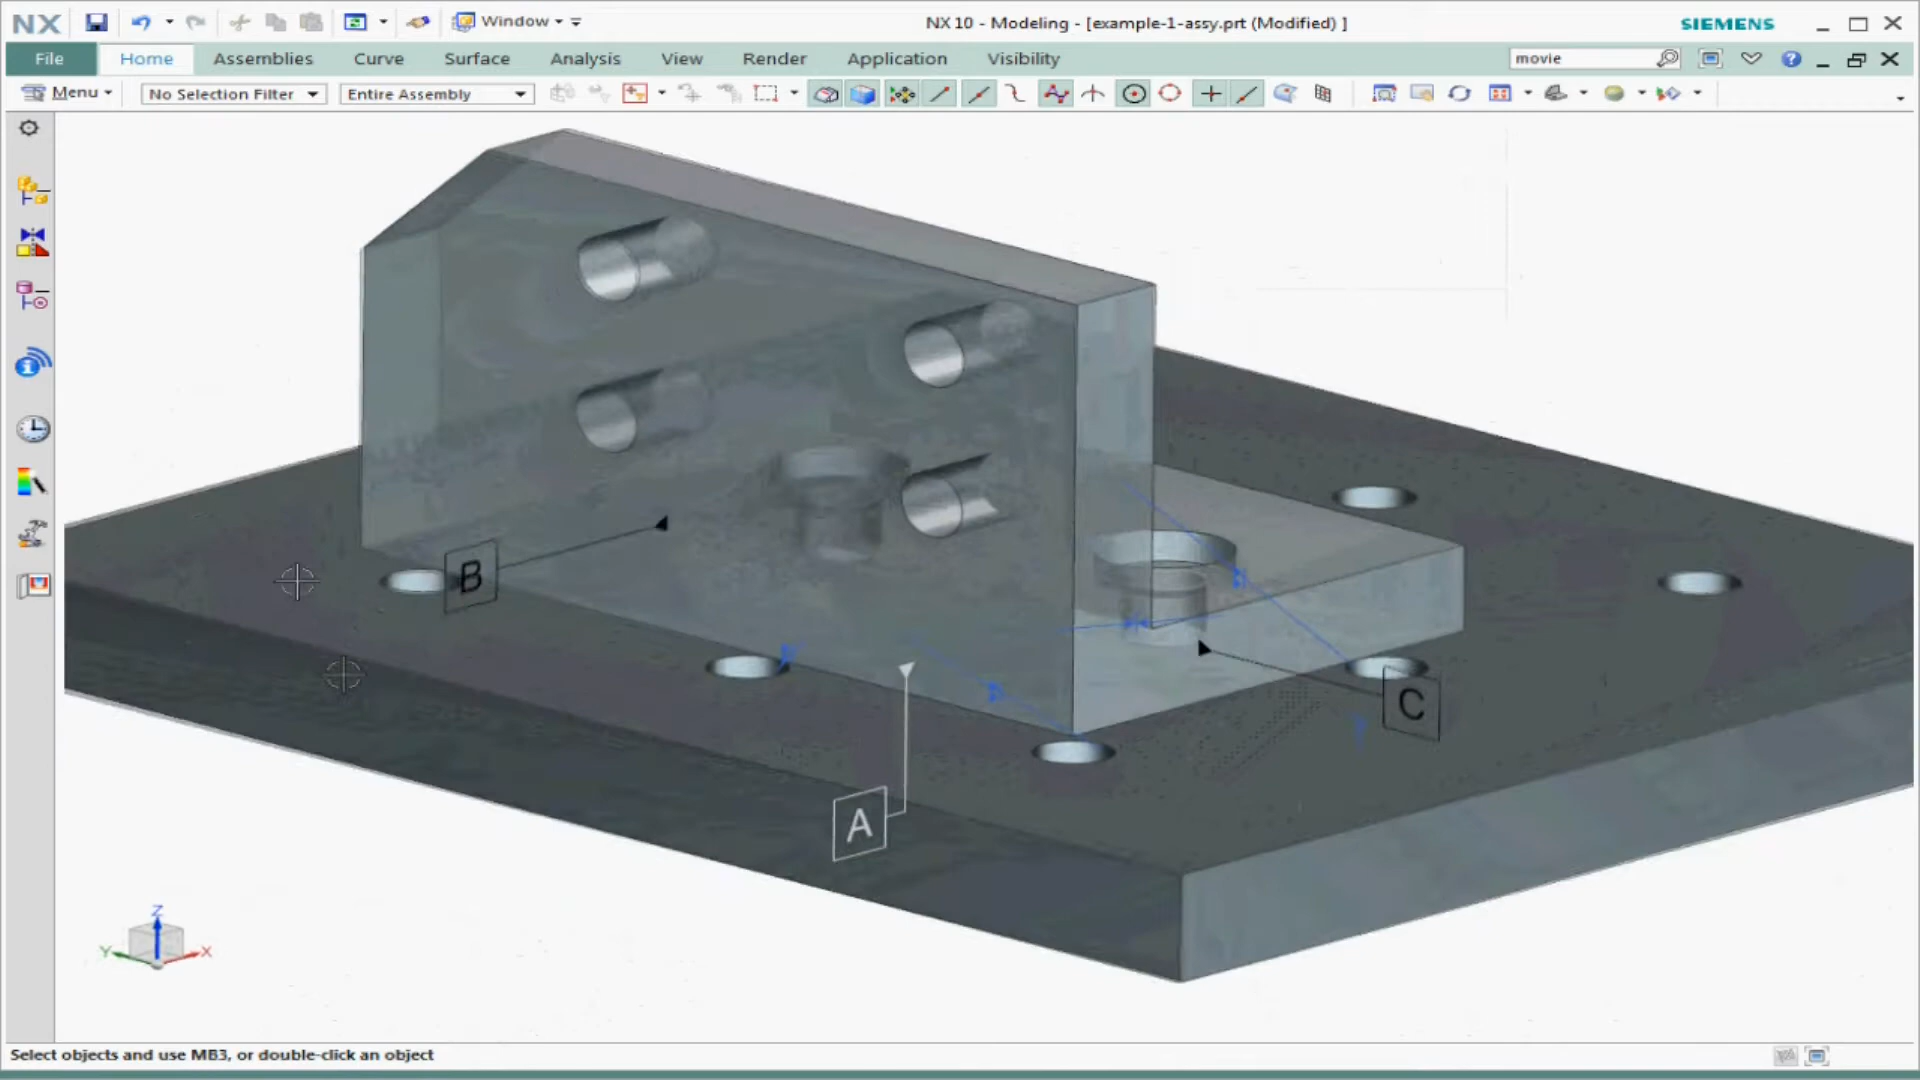 NX
Window
NX 10 - Modeling - [example-1-assy.prt (Modified) ]
SIEMENS
File
Home
Assemblies
Curve
Surface
Analysis
View
Render
Application
Visibility
movie
Menu
No Selection Filter
Entire Assembly
B
C
A
Z
Y
X
Select objects and use MB3, or double-click an object